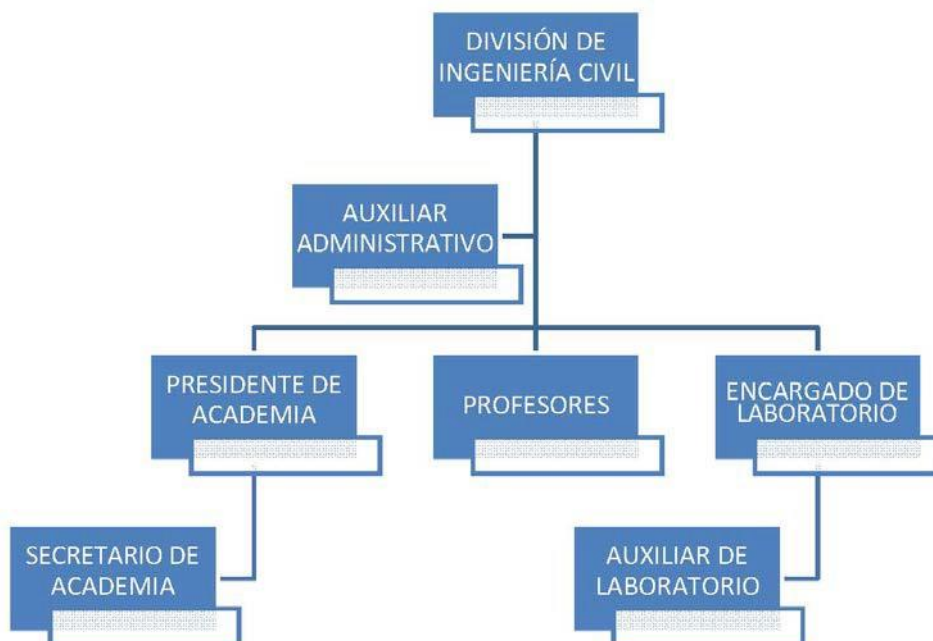 DIVISIÓN DE
INGENIERÍA CIVIL
AUXILIAR
ADMINISTRATIVO
PRESIDENTE DE
ACADEMIA
PROFESORES
ENCARGADO DE
LABORATORIO
SECRETARIO DE
ACADEMIA
AUXILIAR DE
LABORATORIO